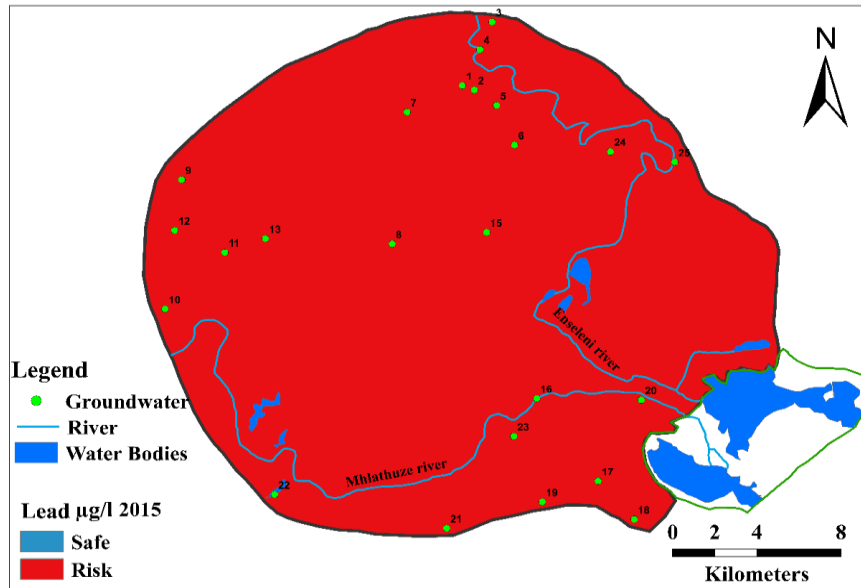 3
4
N
1
2
5
7
6
24
25
9
12
15
13
8
11
10
Enseleni river
Legend
Groundwater
River
Water Bodies
16
20
23
Mhlathuze river
17
22
19
18
21
Lead µg/l 2015
Safe
Risk
0 2 4 8
Kilometers